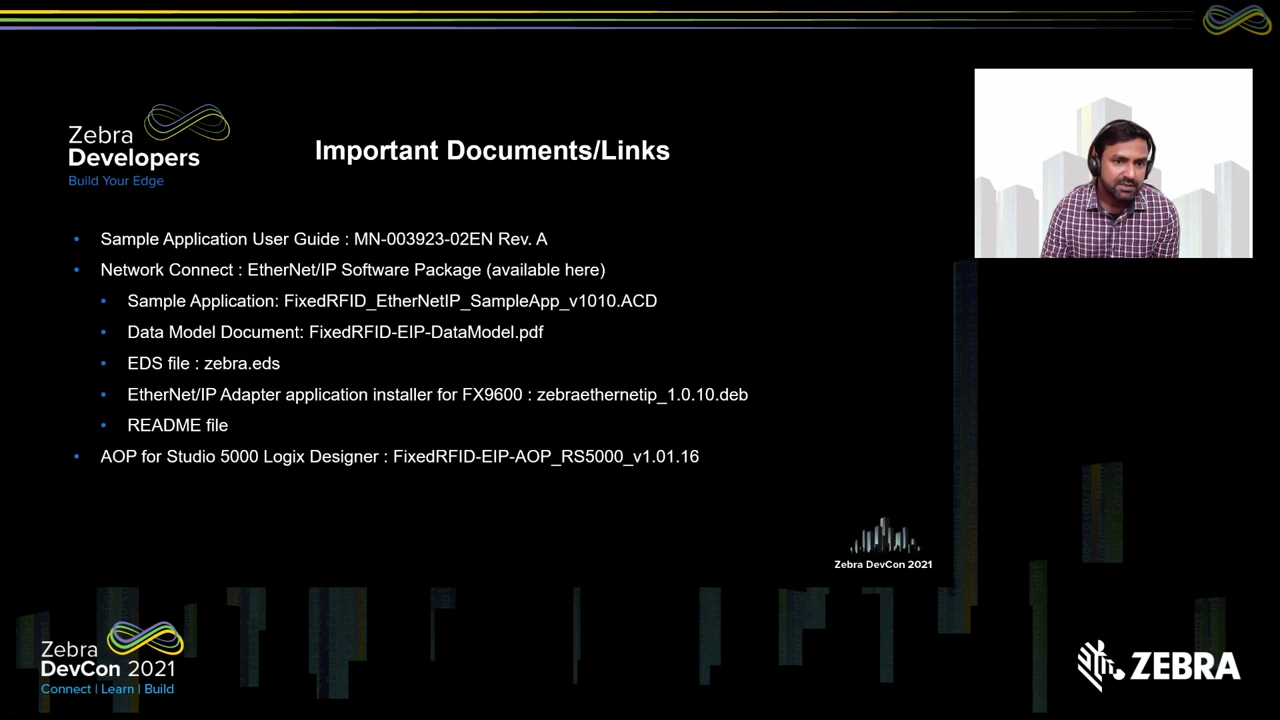 Zebra
Developers
Build Your Edge
Important Documents/Links
• Sample Application User Guide : MN-003923-02EN Rev. A
• Network Connect : EtherNet/IP Software Package (available here)
• Sample Application: FixedRFID_EtherNetIP_SampleApp_v1010.ACD
• Data Model Document: FixedRFID-EIP-DataModel.pdf
• EDS file : zebra.eds
• EtherNet/IP Adapter application installer for FX9600 : zebraethernetip_1.0.10.deb
• README file
• AOP for Studio 5000 Logix Designer : FixedRFID-EIP-AOP_RS5000_v1.01.16
Zebra DevCon 2021
Zebra
DevCon 2021
Connect | Learn | Build
ZEBRA